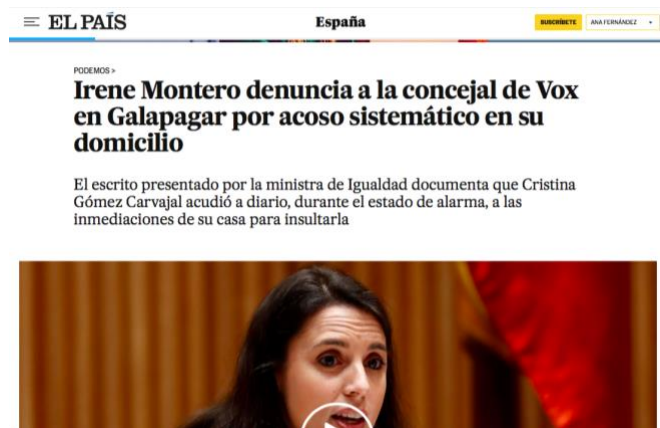 EL PAÍS
España
SUSCRÍBETE
ANA FERNÁNDEZ
PODEMOS >
Irene Montero denuncia a la concejal de Vox
en Galapagar por acoso sistemático en su
domicilio
El escrito presentado por la ministra de Igualdad documenta que Cristina
Gómez Carvajal acudió a diario, durante el estado de alarma, a las
inmediaciones de su casa para insultarla